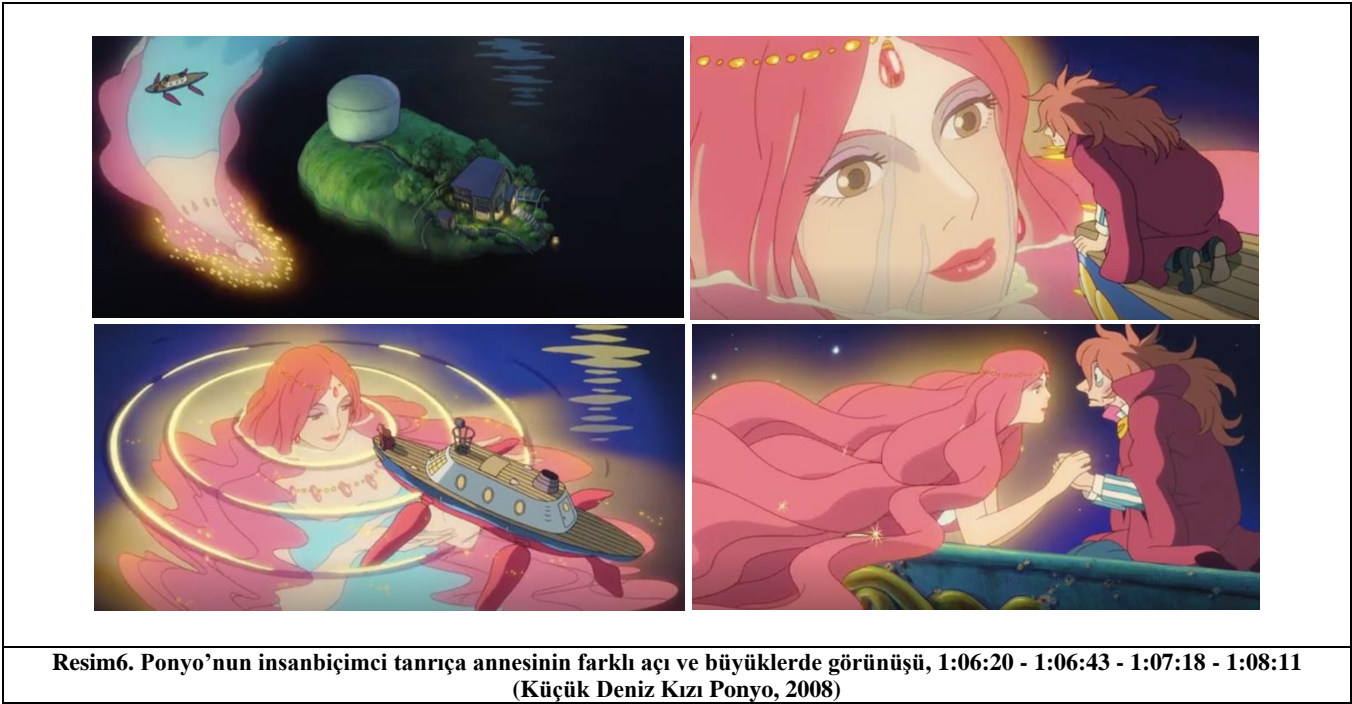 Resim6. Ponyo’nun insanbiçimci tanrıça annesinin farklı açı ve büyüklerde görünüşü, 1:06:20 - 1:06:43 - 1:07:18 - 1:08:11
(Küçük Deniz Kızı Ponyo, 2008)